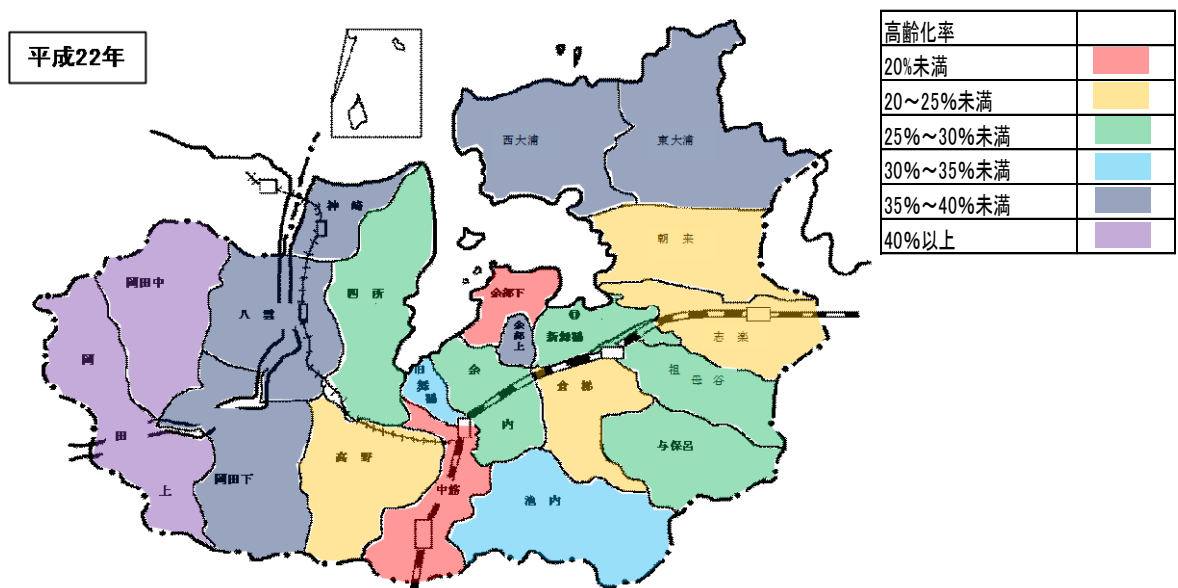 平成22年
高齢化率
20%未満
20～25%未満
25%～30%未満
30%～35%未満
35%～40%未満
40%以上
西大浦
東大浦
神崎
朝来
岡田中
四所
余部下
八雲
余部上
新舞鶴
志楽
岡田上
旧舞鶴
余内
倉梯
祖母谷
与保呂
高野
岡田下
中筋
池内